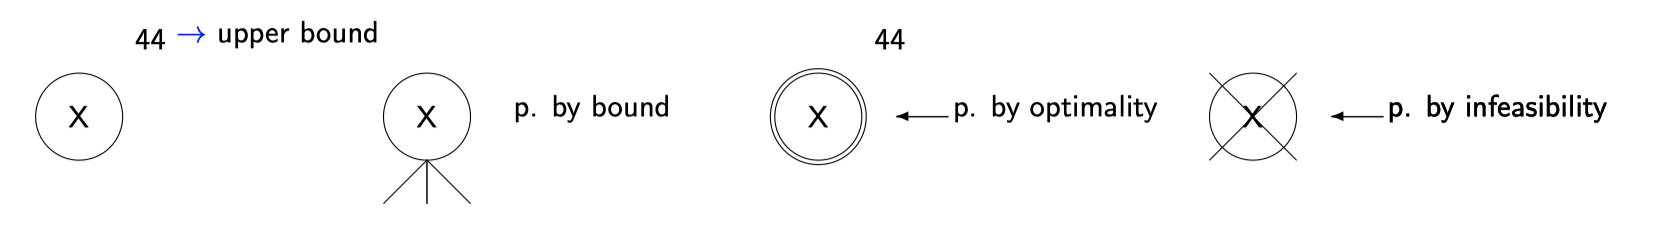 44 → upper bound
44
X
X
p. by bound
X
p. by optimality
X
p. by infeasibility